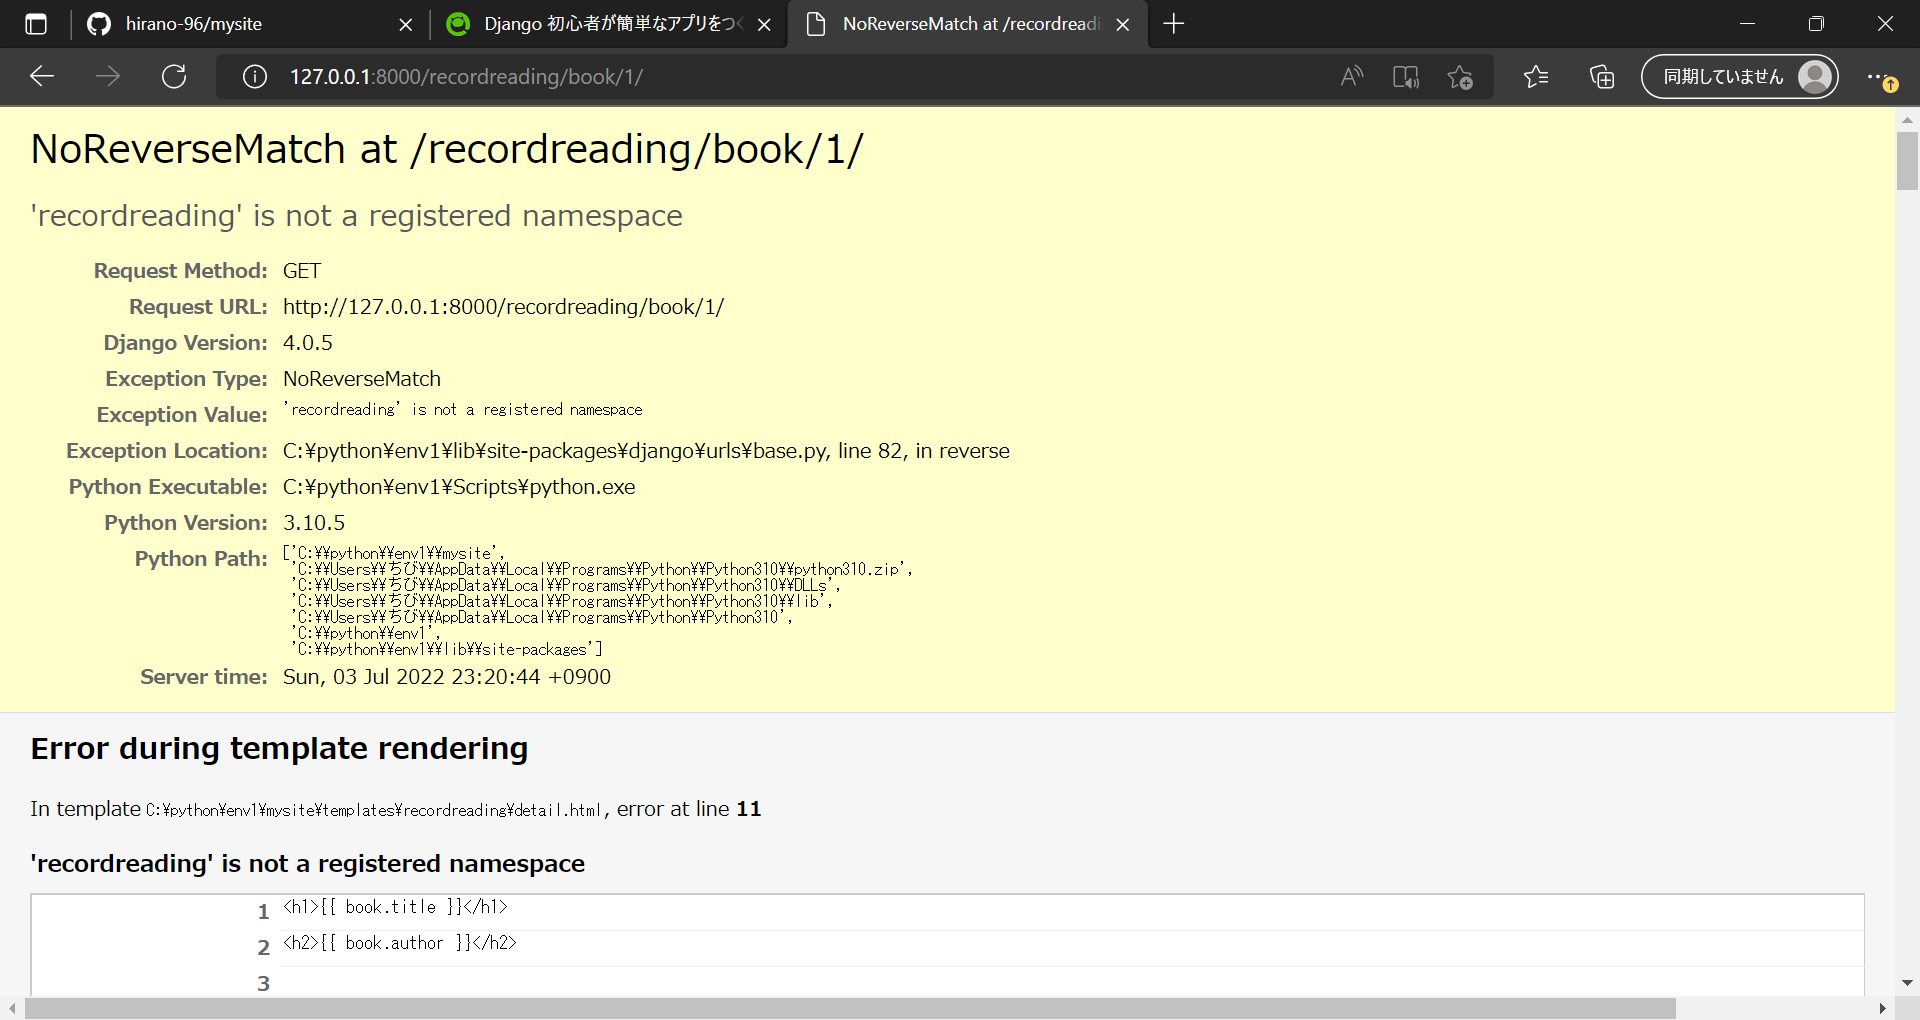 hirano-96/mysite
Django 初心者が簡単なアプリをつく
NoReverseMatch at /recordreadi
127.0.0.1:8000/recordreading/book/1/
同期していません
NoReverseMatch at /recordreading/book/1/
'recordreading' is not a registered namespace
Request Method: GET
Request URL: http://127.0.0.1:8000/recordreading/book/1/
Django Version: 4.0.5
Exception Type: NoReverseMatch
Exception Value: 'recordreading' is not a registered namespace
Exception Location: C:¥python¥env1¥lib¥site-packages¥django¥urls¥base.py, line 82, in reverse
Python Executable: C:¥python¥env1¥Scripts¥python.exe
Python Version: 3.10.5
Python Path: ['C:¥¥python¥¥env1¥¥mysite',
'C:¥¥Users¥¥ちび¥¥AppData¥¥Local¥¥Programs¥¥Python¥¥Python310¥¥python310.zip',
'C:¥¥Users¥¥ちび¥¥AppData¥¥Local¥¥Programs¥¥Python¥¥Python310¥¥DLLs',
'C:¥¥Users¥¥ちび¥¥AppData¥¥Local¥¥Programs¥¥Python¥¥Python310¥¥lib',
'C:¥¥Users¥¥ちび¥¥AppData¥¥Local¥¥Programs¥¥Python¥¥Python310',
'C:¥¥python¥¥env1',
'C:¥¥python¥¥env1¥¥lib¥¥site-packages']
Server time: Sun, 03 Jul 2022 23:20:44 +0900
Error during template rendering
In template C:¥python¥env1¥mysite¥templates¥recordreading¥detail.html, error at line 11
'recordreading' is not a registered namespace
1 <h1>{{ book.title }}</h1>
2 <h2>{{ book.author }}</h2>
3